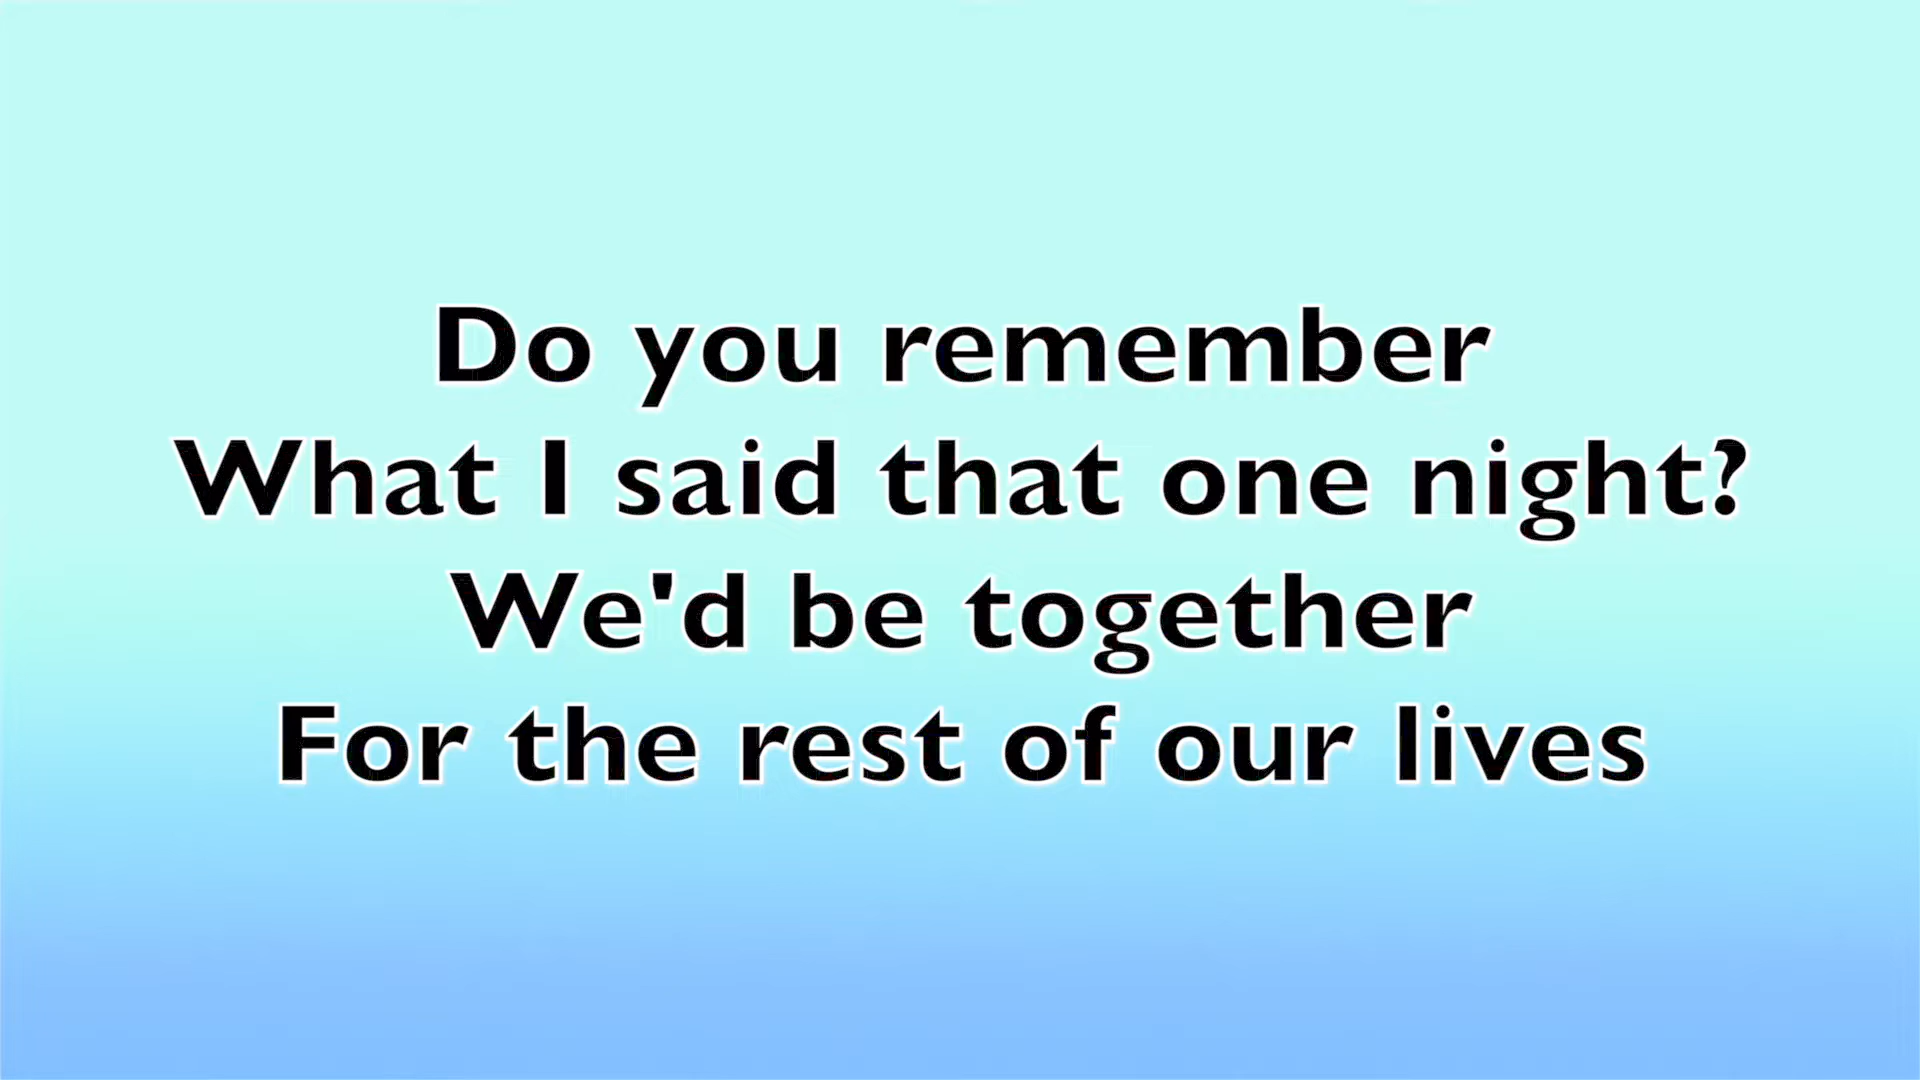 Do you remember
What I said that one night?
We'd be together
For the rest of our lives